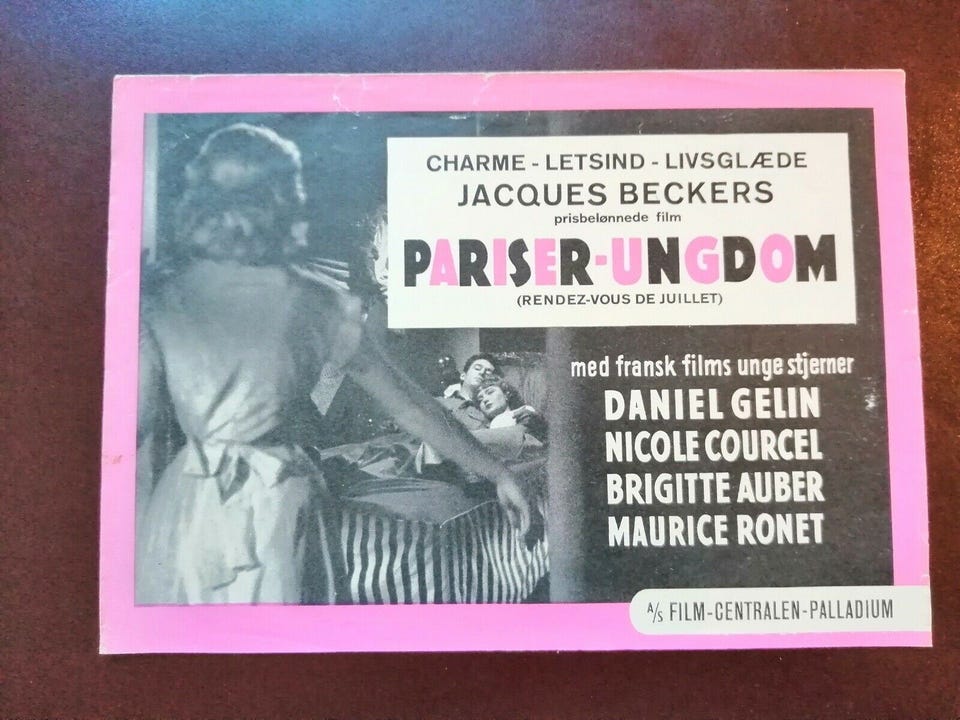 CHARME - LETSIND - LIVSGLÆDE
JACQUES BECKERS
prisbelønnede film
PARISER-UNGDOM
(RENDEZ-VOUS DE JUILLET)
med fransk films unge stjerner
DANIEL GELIN
NICOLE COURCEL
BRIGITTE AUBER
MAURICE RONET
A/S FILM-CENTRALEN-PALLADIUM